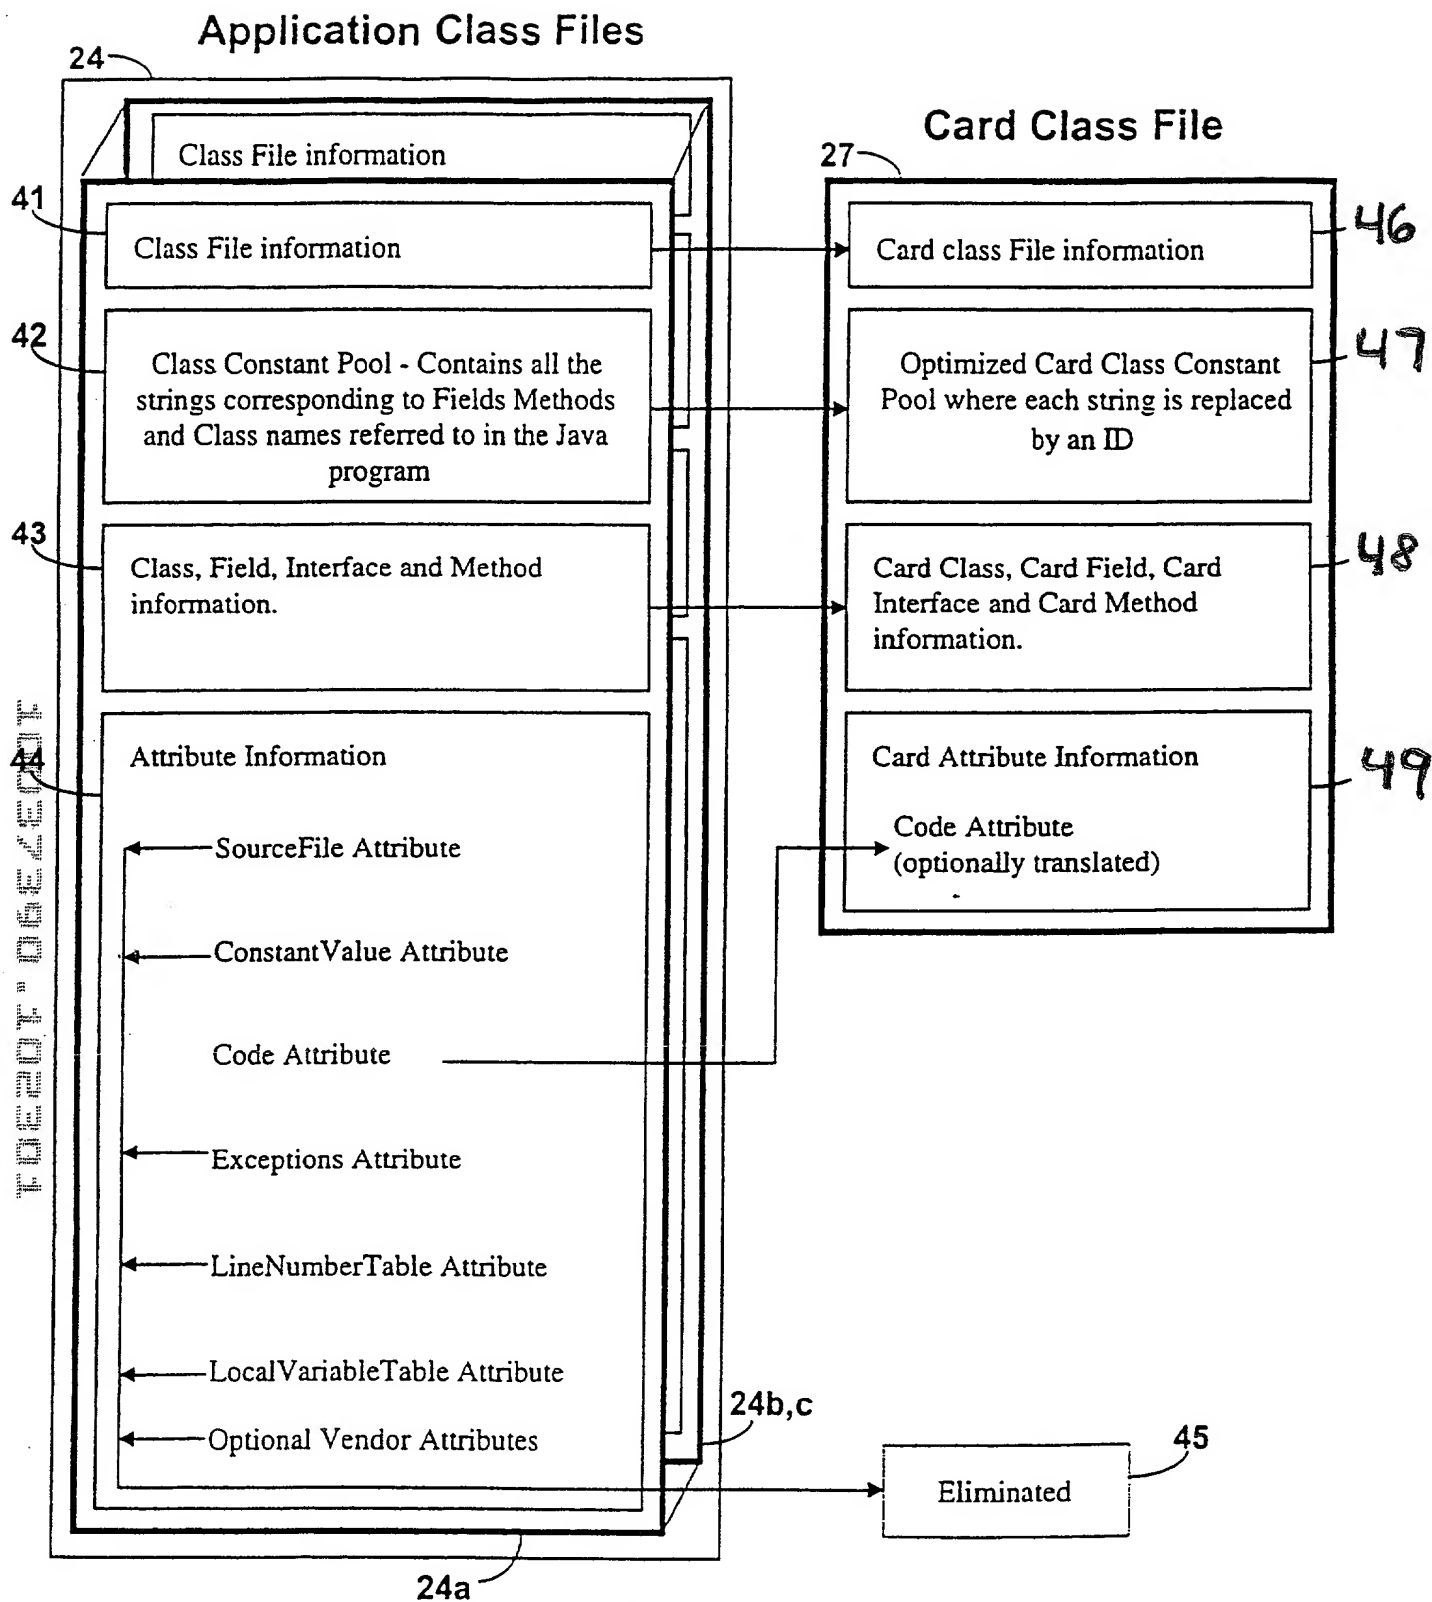 Application Class Files
24
Class File information
Card Class File
27
41
Class File information
Card class File information
46
42
Class Constant Pool - Contains all the
strings corresponding to Fields Methods
and Class names referred to in the Java
program
Optimized Card Class Constant
Pool where each string is replaced
by an ID
47
43
Class, Field, Interface and Method
information.
Card Class, Card Field, Card
Interface and Card Method
information.
48
44
Attribute Information
SourceFile Attribute
ConstantValue Attribute
Code Attribute
Exceptions Attribute
LineNumberTable Attribute
LocalVariableTable Attribute
Optional Vendor Attributes
Card Attribute Information
Code Attribute
(optionally translated)
49
24b,c
45
Eliminated
24a